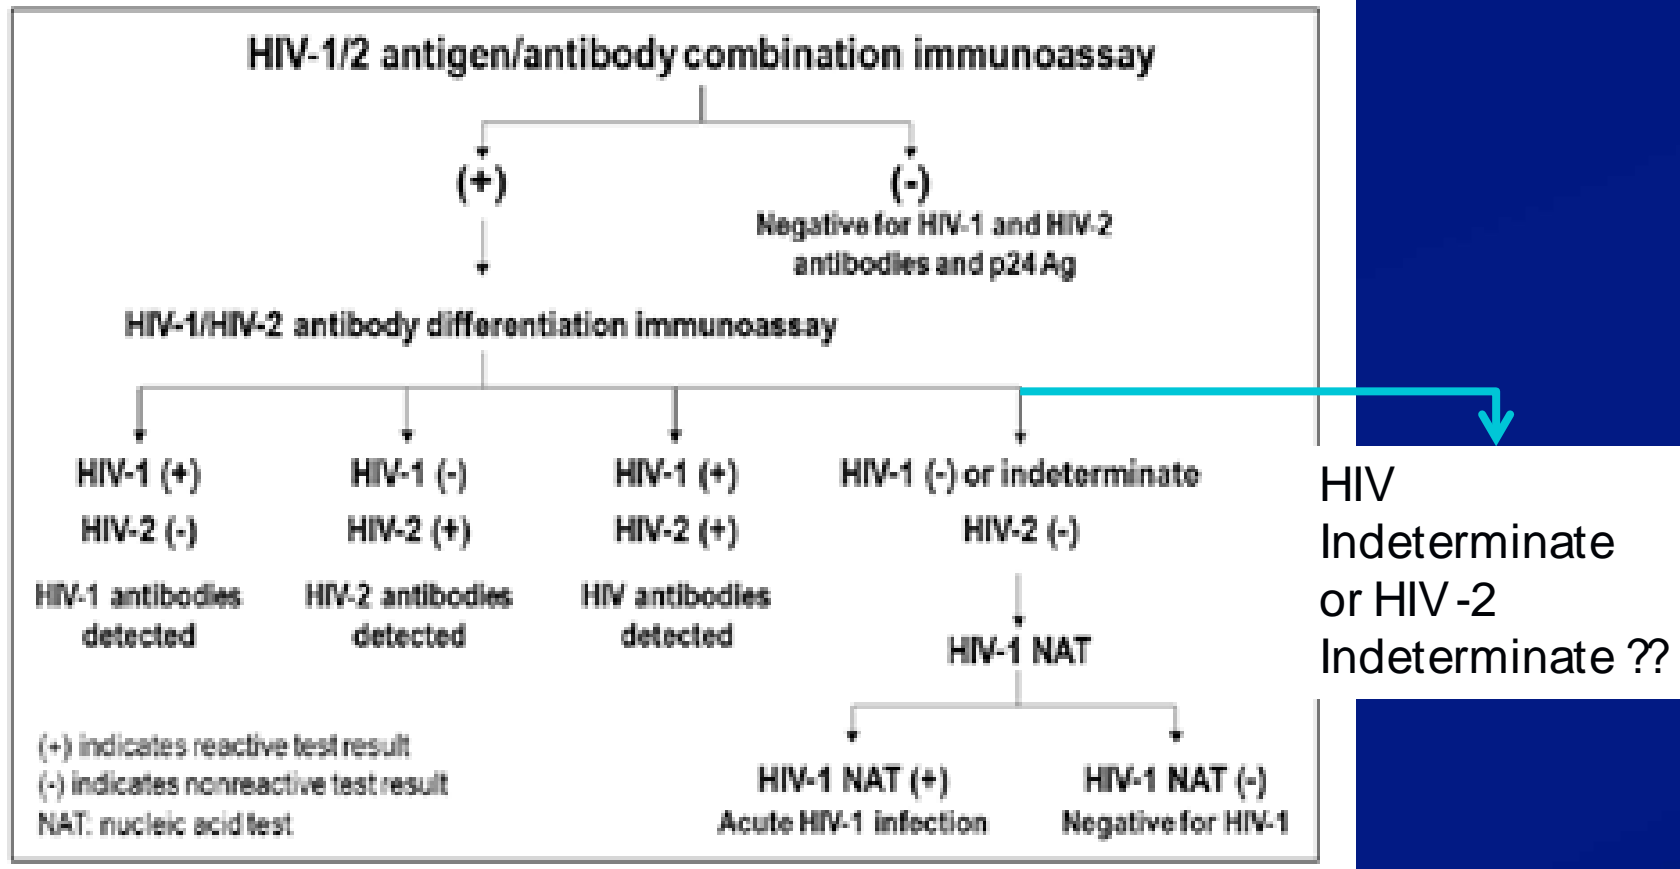 HIV-1/2 antigen/antibody combination immunoassay
(+)
(-)
Negative for HIV-1 and HIV-2
antibodies and p24 Ag
HIV-1/HIV-2 antibody differentiation immunoassay
HIV-1 (+)
HIV-2 (-)
HIV-1 antibodies
detected
HIV-1 (-)
HIV-2 (+)
HIV-2 antibodies
detected
HIV-1 (+)
HIV-2 (+)
HIV antibodies
detected
HIV-1 (-) or indeterminate
HIV-2 (-)
HIV-1 NAT
HIV-1 NAT (+)
Acute HIV-1 infection
HIV-1 NAT (-)
Negative for HIV-1
HIV
Indeterminate
or HIV-2
Indeterminate ??
(+) indicates reactive test result
(-) indicates nonreactive test result
NAT: nucleic acid test